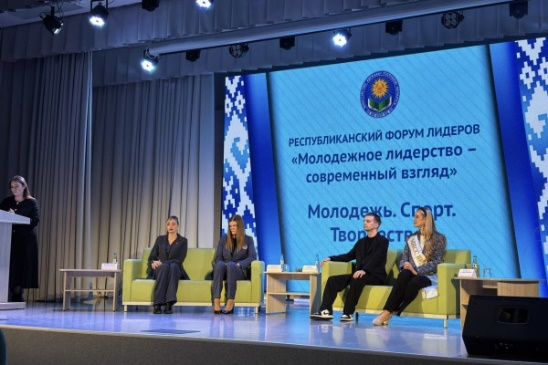 РЕСПУБЛИКАНСКИЙ ФОРУМ ЛИДЕРОВ
«Молодежное лидерство –
современный взгляд»
Молодежь. Спорт.